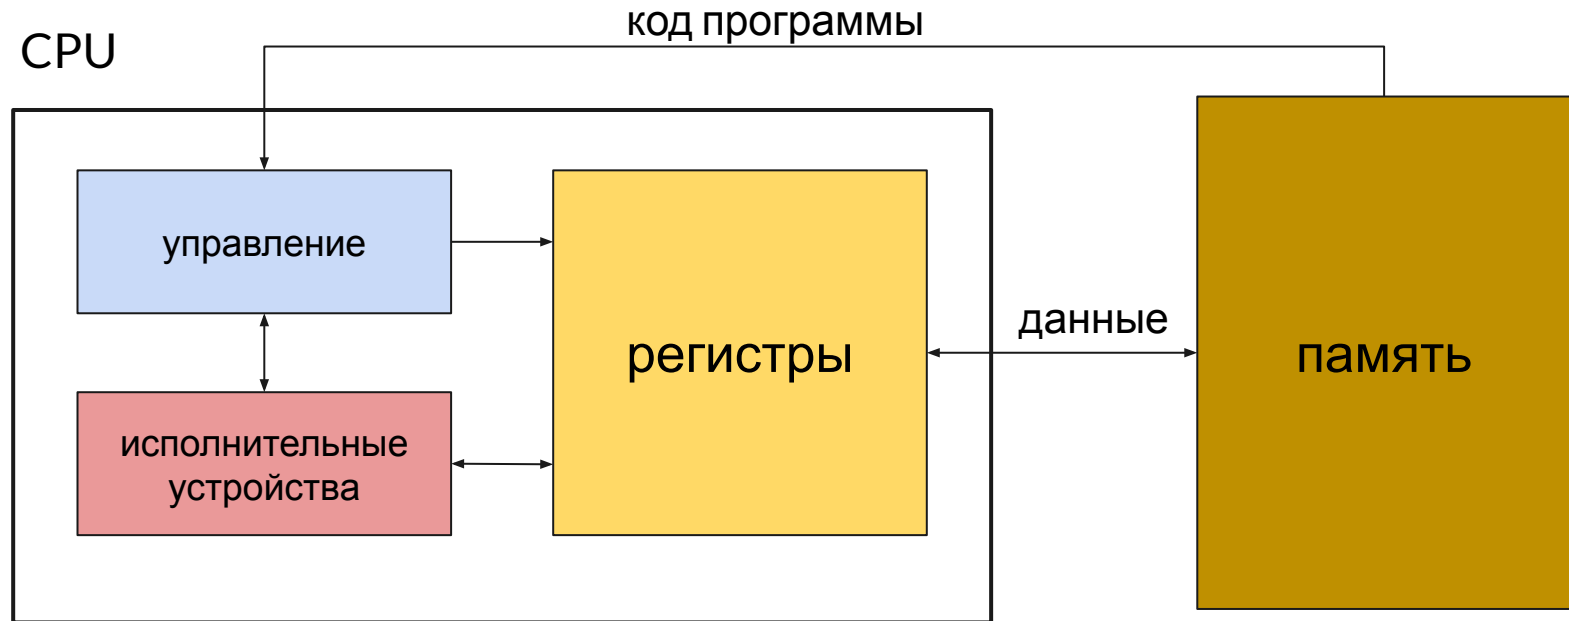 код программы
CPU
управление
регистры
данные
память
исполнительные
устройства